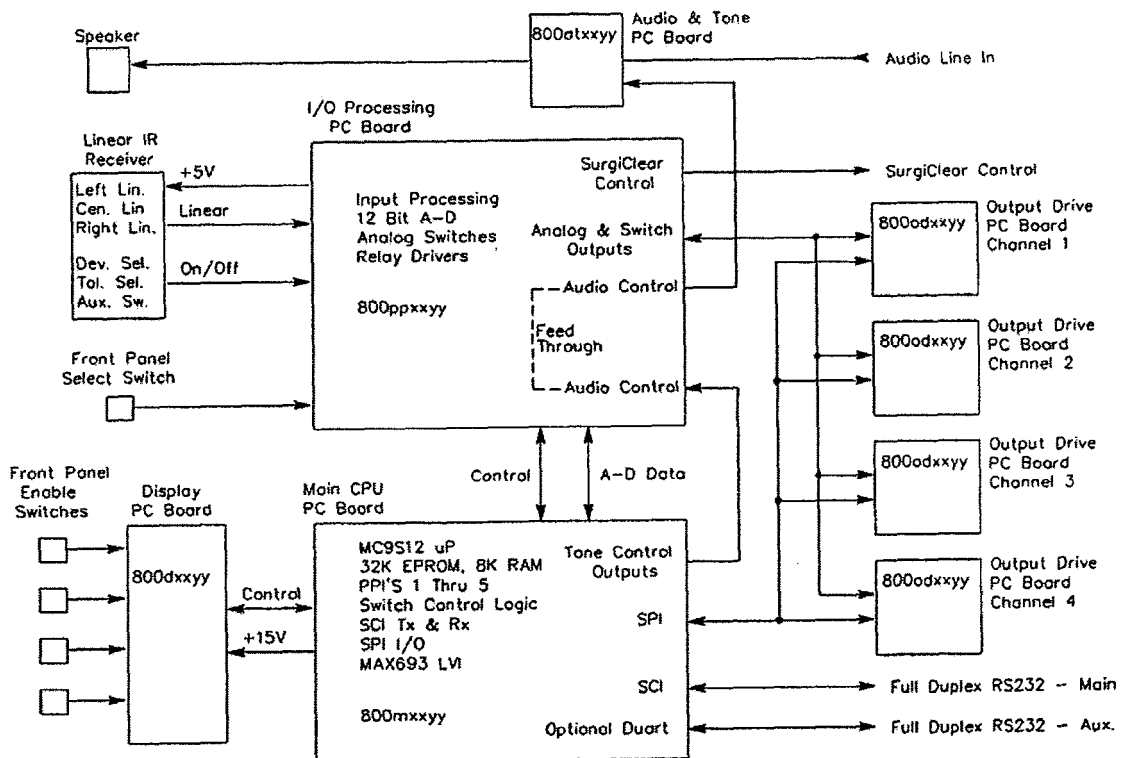 Speaker
800atxxyy
Audio & Tone
PC Board
Audio Line In
I/O Processing
PC Board
Linear IR
Receiver
Left Lin.
Cen. Lin
Right Lin.
Dev. Sel.
Tol. Sel.
Aux. Sw.
+5V
Linear
On/Off
Input Processing
12 Bit A-D
Analog Switches
Relay Drivers
800ppxxyy
SurgiClear
Control
Analog & Switch
Outputs
Audio Control
Feed
Through
Audio Control
SurgiClear Control
800odxxyy
Output Drive
PC Board
Channel 1
800odxxyy
Output Drive
PC Board
Channel 2
800odxxyy
Output Drive
PC Board
Channel 3
800odxxyy
Output Drive
PC Board
Channel 4
Front Panel
Select Switch
Control
A-D Data
Front Panel
Enable
Switches
Display
PC Board
800dxxyy
Control
+15V
Main CPU
PC Board
MC9S12 uP
32K EPROM, 8K RAM
PPI'S 1 Thru 5
Switch Control Logic
SCI Tx & Rx
SPI I/O
MAX693 LVI
800mxxyy
Tone Control
Outputs
SPI
SCI
Optional Duart
Full Duplex RS232 - Main
Full Duplex RS232 - Aux.